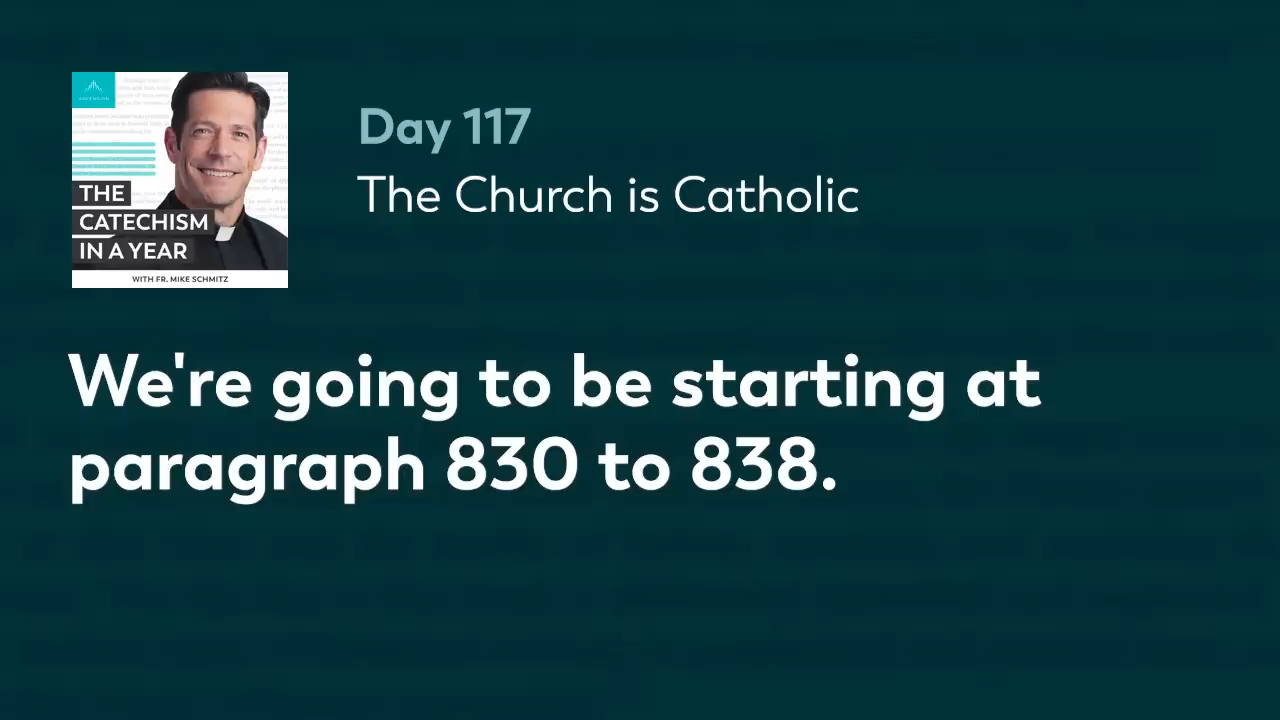 ASCENSION
THE
CATECHISM
IN A YEAR
WITH FR. MIKE SCHMITZ
Day 117
The Church is Catholic
We're going to be starting at
paragraph 830 to 838.